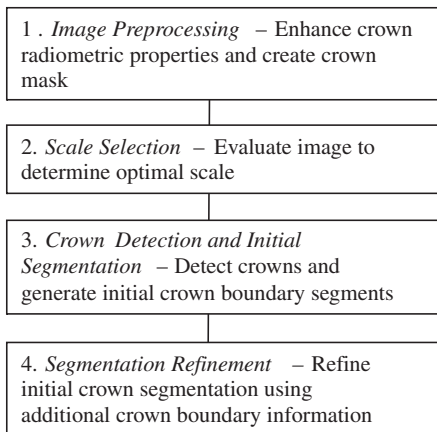 1 . Image Preprocessing – Enhance crown
radiometric properties and create crown
mask
2. Scale Selection – Evaluate image to
determine optimal scale
3. Crown Detection and Initial
Segmentation – Detect crowns and
generate initial crown boundary segments
4. Segmentation Refinement – Refine
initial crown segmentation using
additional crown boundary information